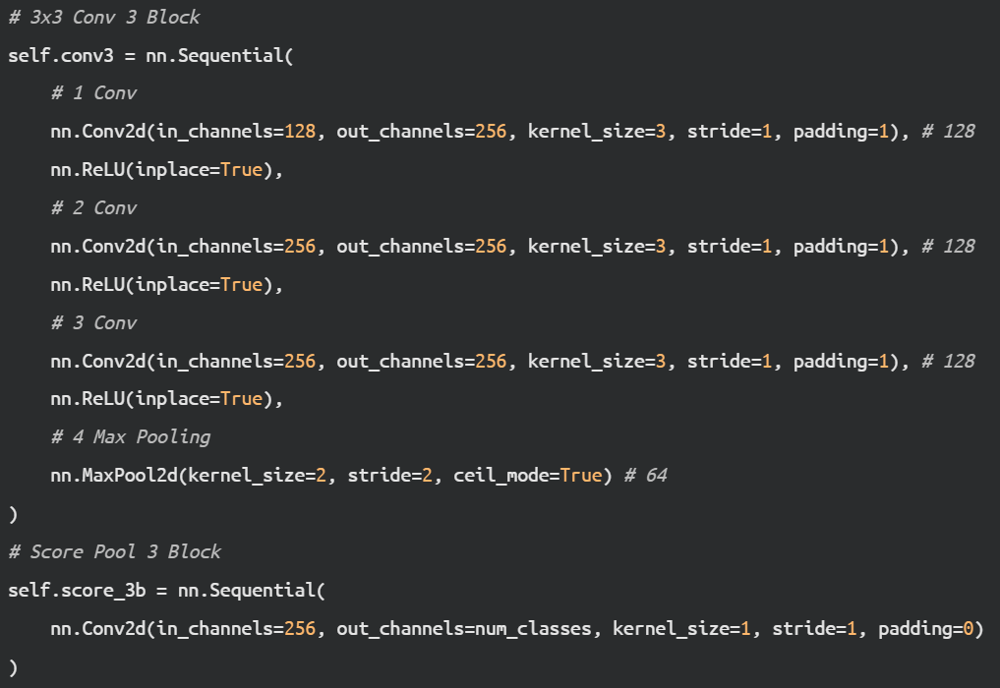 # 3x3 Conv 3 Block
self.conv3 = nn.Sequential(
    # 1 Conv
    nn.Conv2d(in_channels=128, out_channels=256, kernel_size=3, stride=1, padding=1), # 128
    nn.ReLU(inplace=True),
    # 2 Conv
    nn.Conv2d(in_channels=256, out_channels=256, kernel_size=3, stride=1, padding=1), # 128
    nn.ReLU(inplace=True),
    # 3 Conv
    nn.Conv2d(in_channels=256, out_channels=256, kernel_size=3, stride=1, padding=1), # 128
    nn.ReLU(inplace=True),
    # 4 Max Pooling
    nn.MaxPool2d(kernel_size=2, stride=2, ceil_mode=True) # 64
)
# Score Pool 3 Block
self.score_3b = nn.Sequential(
    nn.Conv2d(in_channels=256, out_channels=num_classes, kernel_size=1, stride=1, padding=0)
)